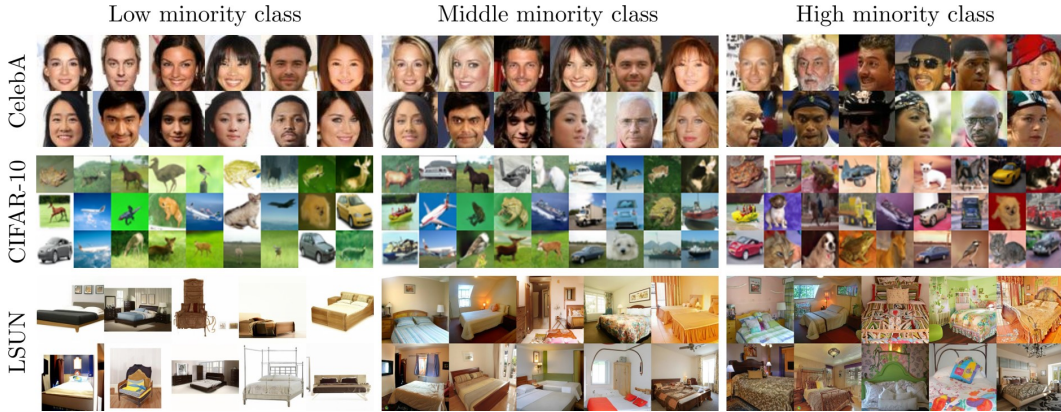 Low minority class
Middle minority class
High minority class
CelebA
CIFAR-10
LSUN